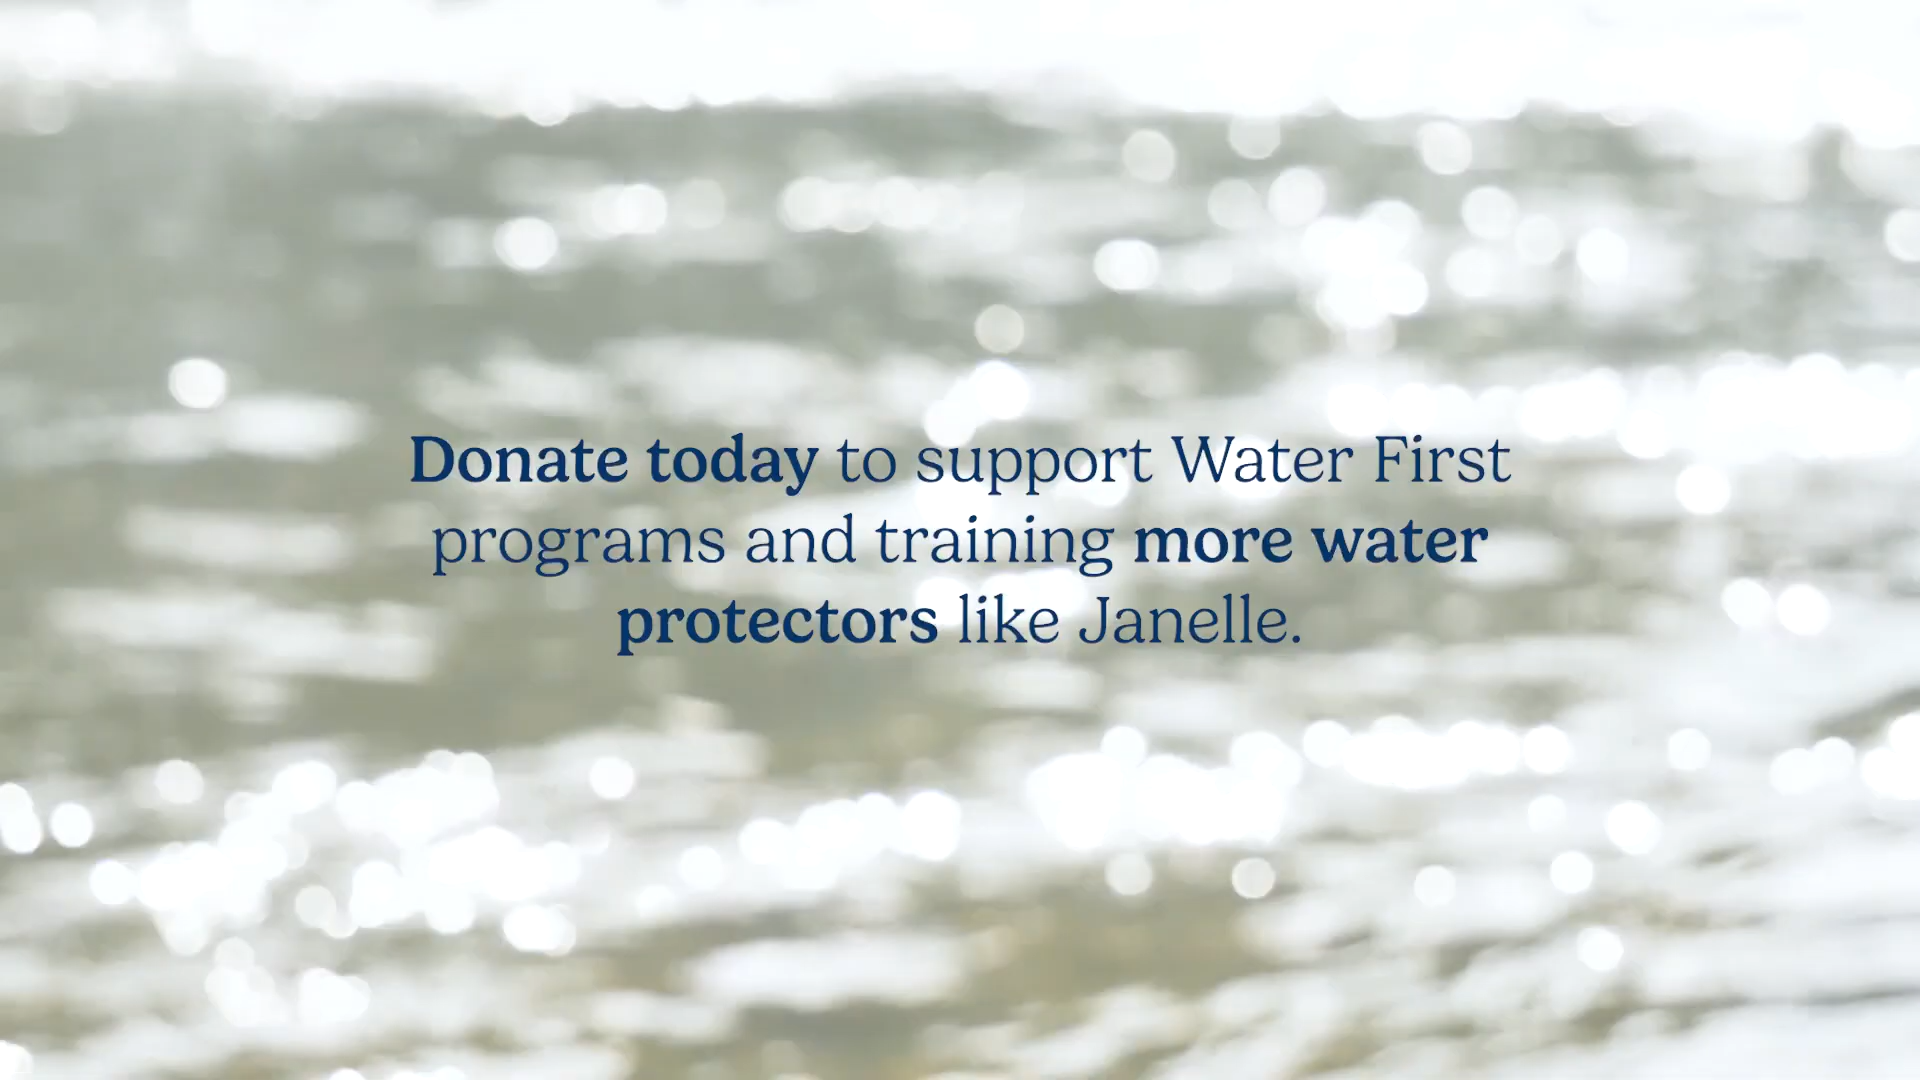 Donate today to support Water First
programs and training more water
protectors like Janelle.